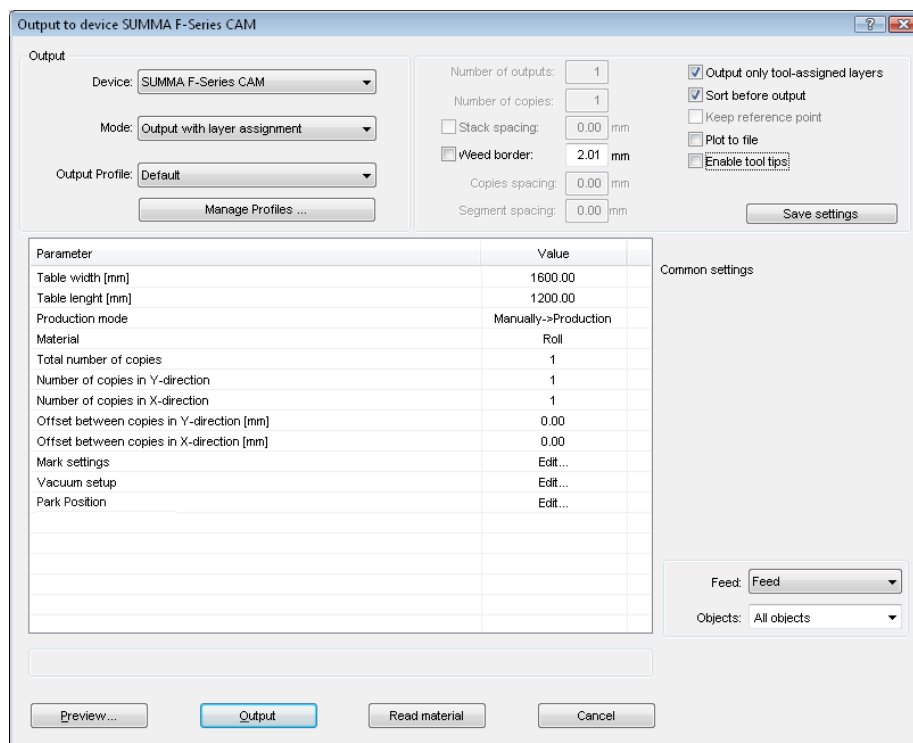 Output to device SUMMA F-Series CAM
Output
Device: SUMMA F-Series CAM
Mode: Output with layer assignment
Output Profile: Default
Manage Profiles ...
Number of outputs: 1
Number of copies: 1
Stack spacing: 0.00 mm
Weed border: 2.01 mm
Copies spacing: 0.00 mm
Segment spacing: 0.00 mm
Output only tool-assigned layers
Sort before output
Keep reference point
Plot to file
Enable tool tips
Save settings
Parameter Value
Table width [mm] 1600.00
Table lenght [mm] 1200.00
Production mode Manually->Production
Material Roll
Total number of copies 1
Number of copies in Y-direction 1
Number of copies in X-direction 1
Offset between copies in Y-direction [mm] 0.00
Offset between copies in X-direction [mm] 0.00
Mark settings Edit...
Vacuum setup Edit...
Park Position Edit...
Common settings
Feed: Feed
Objects: All objects
Preview... Output Read material Cancel